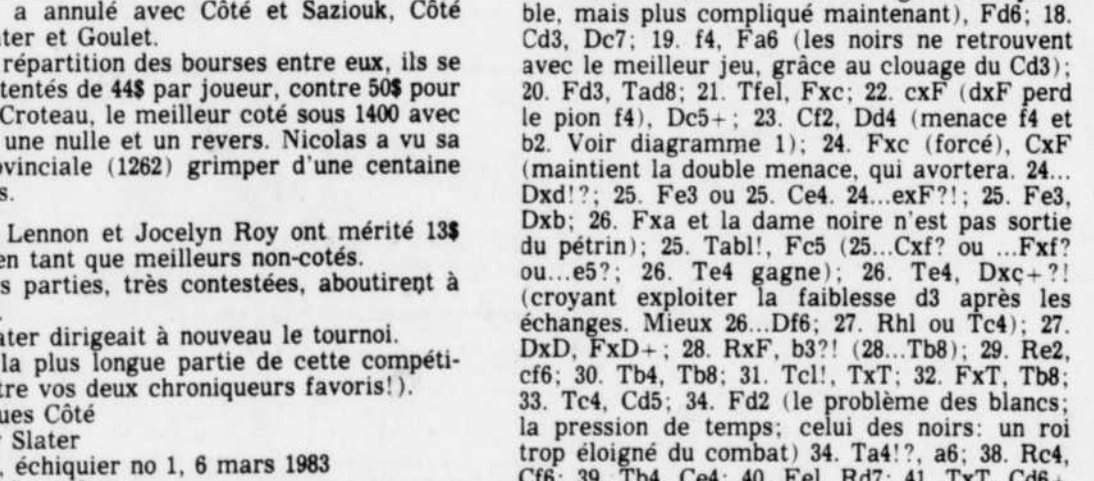 a annulé avec Côté et Saziouk, Côté
ater et Goulet.
répartition des bourses entre eux, ils se
tentés de 44$ par joueur, contre 50$ pour
Croteau, le meilleur coté sous 1400 avec
une nulle et un revers. Nicolas a vu sa
ovinciale (1262) grimper d'une centaine
s.
Lennon et Jocelyn Roy ont mérité 13$
en tant que meilleurs non-cotés.
s parties, très contestées, aboutirent à
ater dirigeait à nouveau le tournoi.
la plus longue partie de cette compéti-
tre vos deux chroniqueurs favoris!).
ues Côté
Slater
, échiquier no 1, 6 mars 1983
ble, mais plus compliqué maintenant), Fd6; 18.
Cd3, Dc7; 19. f4, Fa6 (les noirs ne retrouvent
avec le meilleur jeu, grâce au clouage du Cd3);
20. Fd3, Tad8; 21. Tfel, Fxc; 22. cxF (dxF perd
le pion f4), Dc5+; 23. Cf2, Dd4 (menace f4 et
b2. Voir diagramme 1); 24. Fxc (forcé), CxF
(maintient la double menace, qui avortera. 24...
Dxd!?; 25. Fe3 ou 25. Ce4. 24...exF?!; 25. Fe3,
Dxb; 26. Fxa et la dame noire n'est pas sortie
du pétrin); 25. Tabl!, Fc5 (25...Cxf? ou ...Fxf?
ou...e5?; 26. Te4 gagne); 26. Te4, Dxc+?!
(croyant exploiter la faiblesse d3 après les
échanges. Mieux 26...Df6; 27. Rhl ou Tc4); 27.
DxD, FxD+; 28. RxF, b3?! (28...Tb8); 29. Re2,
cf6; 30. Tb4, Tb8; 31. Tcl!, TxT; 32. FxT, Tb8;
33. Tc4, Cd5; 34. Fd2 (le problème des blancs;
la pression de temps; celui des noirs: un roi
trop éloigné du combat) 34. Ta4!?, a6; 38. Rc4,
Cf6; 39. Tb4, Ce4; 40. Fel, Rd7; 41. TxT, Cd6+